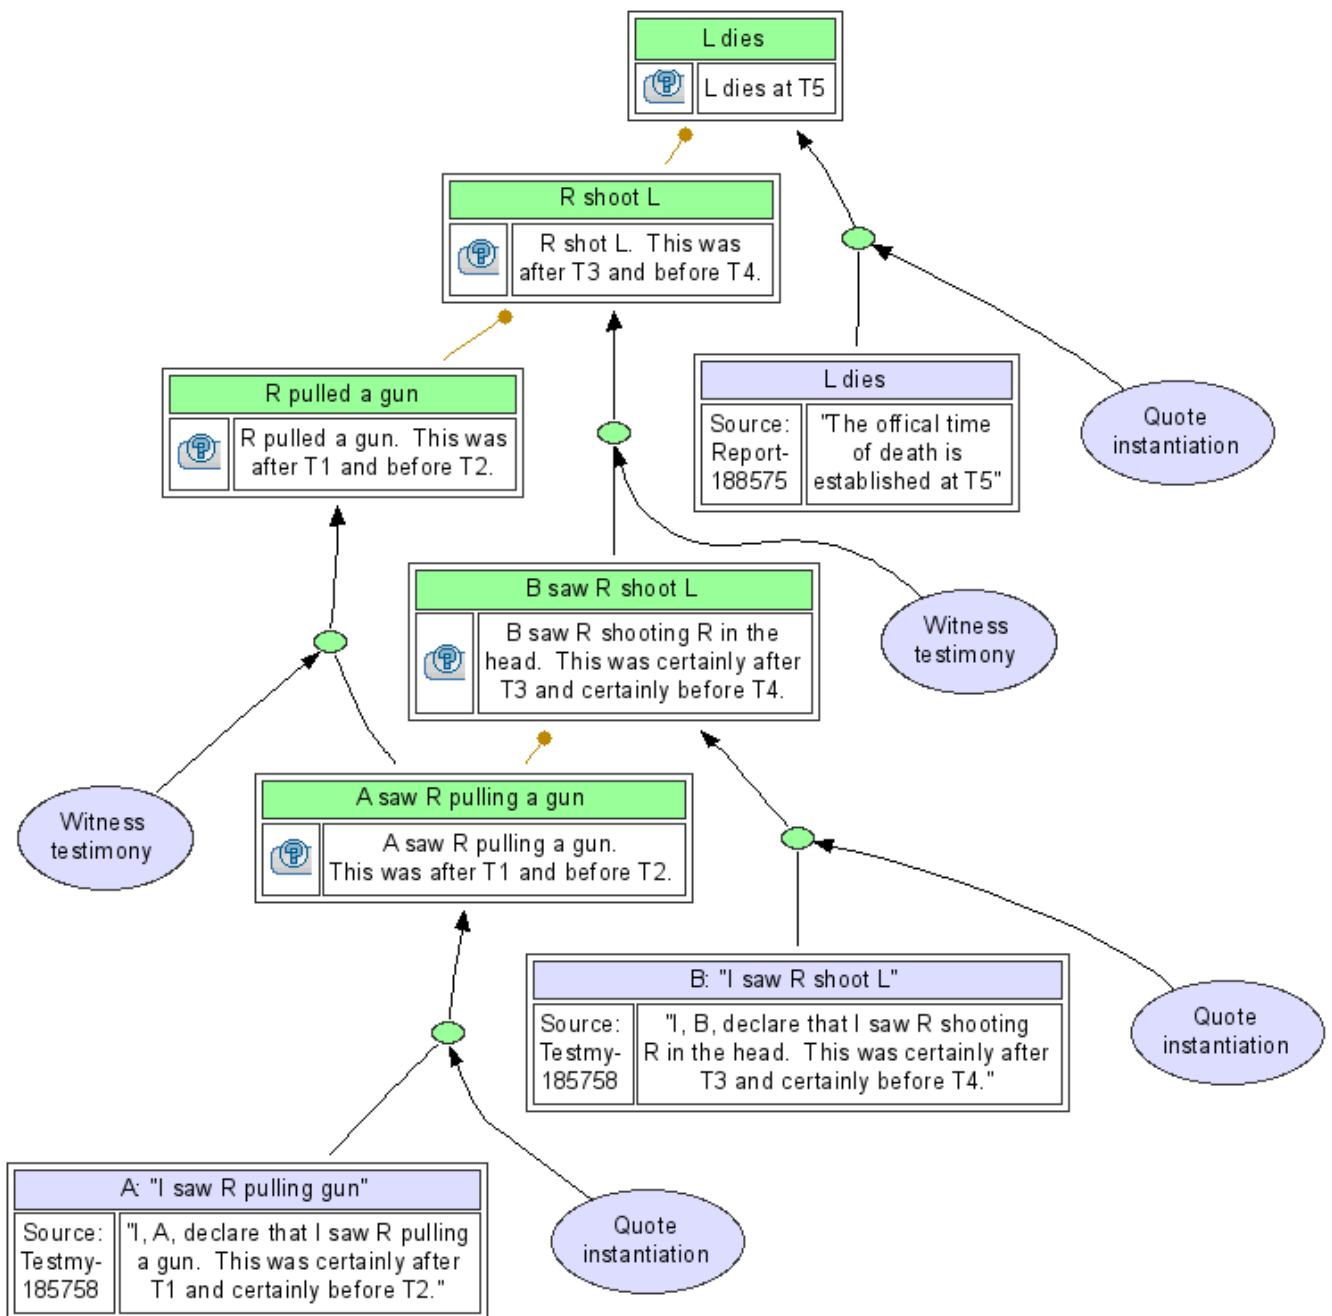 L dies
L dies at T5
R shoot L
R shot L. This was
after T3 and before T4.
R pulled a gun
R pulled a gun. This was
after T1 and before T2.
L dies
Source:
Report-
188575
"The offical time
of death is
established at T5"
Quote
instantiation
B saw R shoot L
B saw R shooting R in the
head. This was certainly after
T3 and certainly before T4.
Witness
testimony
Witness
testimony
A saw R pulling a gun
A saw R pulling a gun.
This was after T1 and before T2.
B: "I saw R shoot L"
Source:
Testmy-
185758
"I, B, declare that I saw R shooting
R in the head. This was certainly after
T3 and certainly before T4."
Quote
instantiation
A: "I saw R pulling gun"
Source:
Testmy-
185758
"I, A, declare that I saw R pulling
a gun. This was certainly after
T1 and certainly before T2."
Quote
instantiation